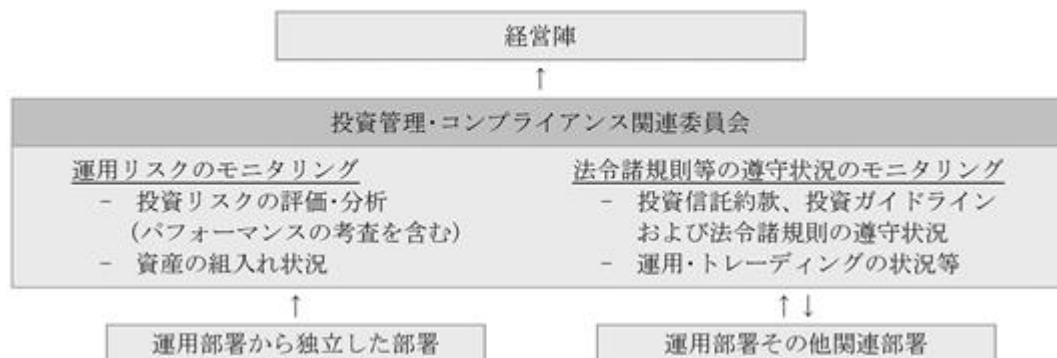 経営陣
↑
投資管理・コンプライアンス関連委員会
運用リスクのモニタリング
- 投資リスクの評価・分析
(パフォーマンスの考査を含む)
- 資産の組入れ状況
法令諸規則等の遵守状況のモニタリング
- 投資信託約款、投資ガイドライン
および法令諸規則の遵守状況
- 運用・トレーディングの状況等
↑
↑↓
運用部署から独立した部署
運用部署その他関連部署